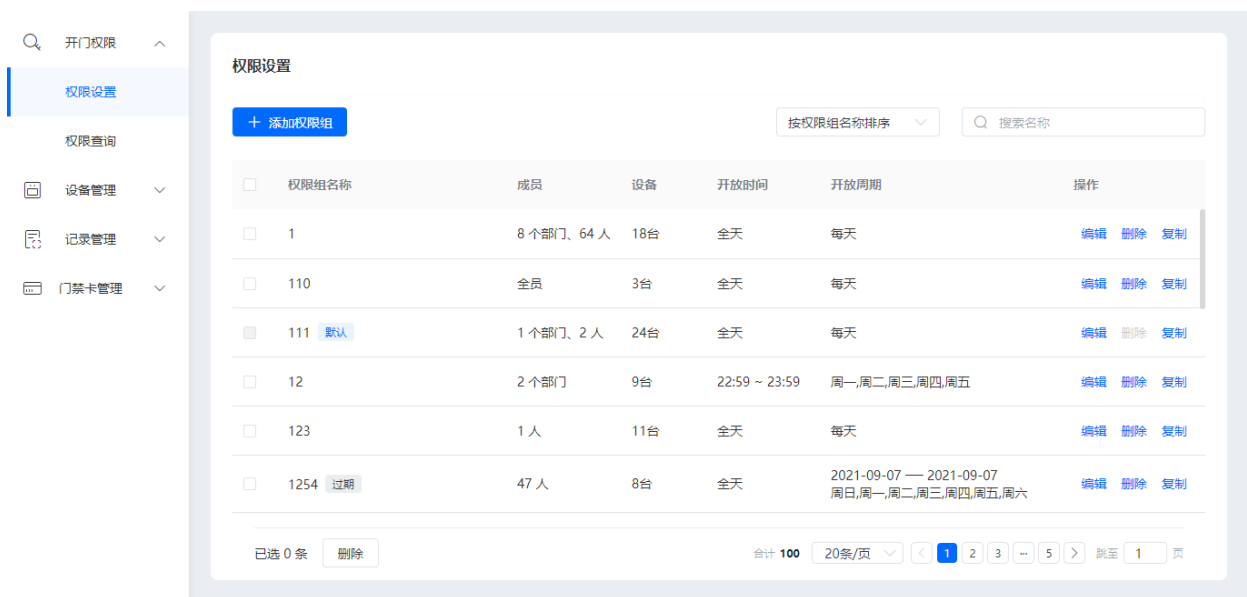 开门权限
权限设置
权限查询
设备管理
记录管理
门禁卡管理
权限设置
添加权限组
按权限组名称排序
搜索名称
权限组名称 成员 设备 开放时间 开放周期 操作
1 8 个部门、64 人 18台 全天 每天 编辑 删除 复制
110 全员 3台 全天 每天 编辑 删除 复制
111 默认 1 个部门、2 人 24台 全天 每天 编辑 删除 复制
12 2 个部门 9台 22:59 ~ 23:59 周一,周二,周三,周四,周五 编辑 删除 复制
123 1 人 11台 全天 每天 编辑 删除 复制
1254 过期 47 人 8台 全天 2021-09-07 — 2021-09-07 编辑 删除 复制
周日,周一,周二,周三,周四,周五,周六
已选 0 条 删除 合计 100 20条/页 < 1 2 3 ··· 5 > 跳至 1 页